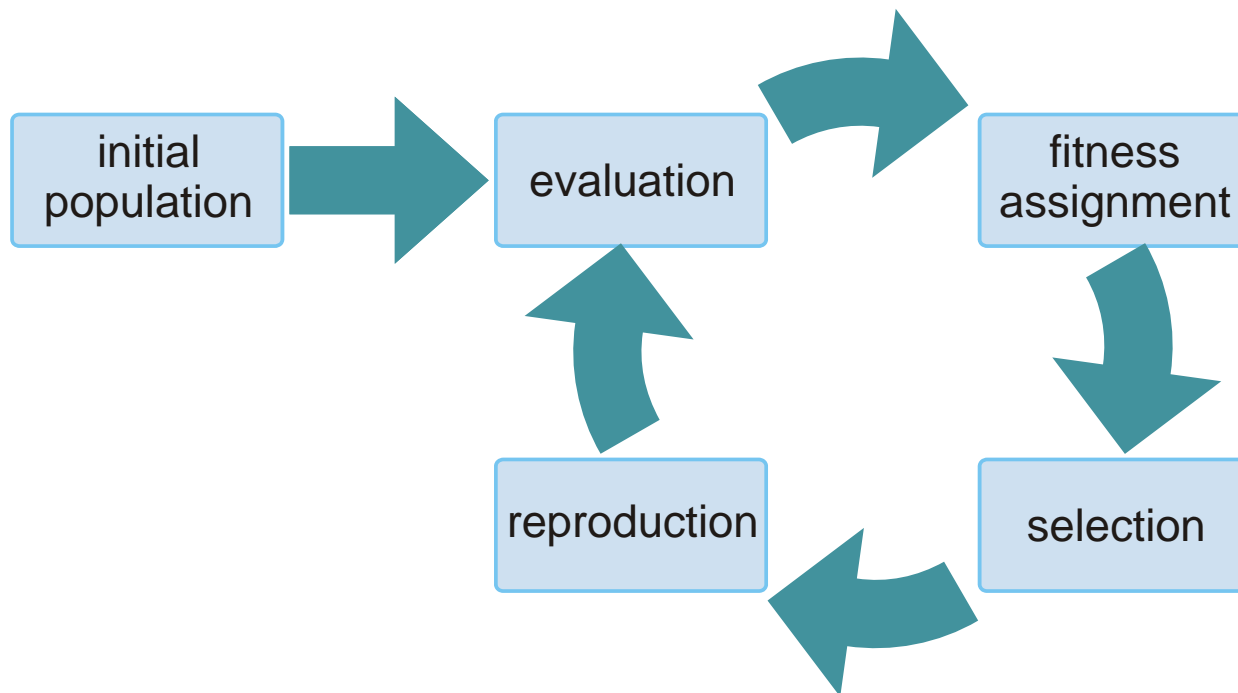 initial
population
evaluation
fitness
assignment
reproduction
selection